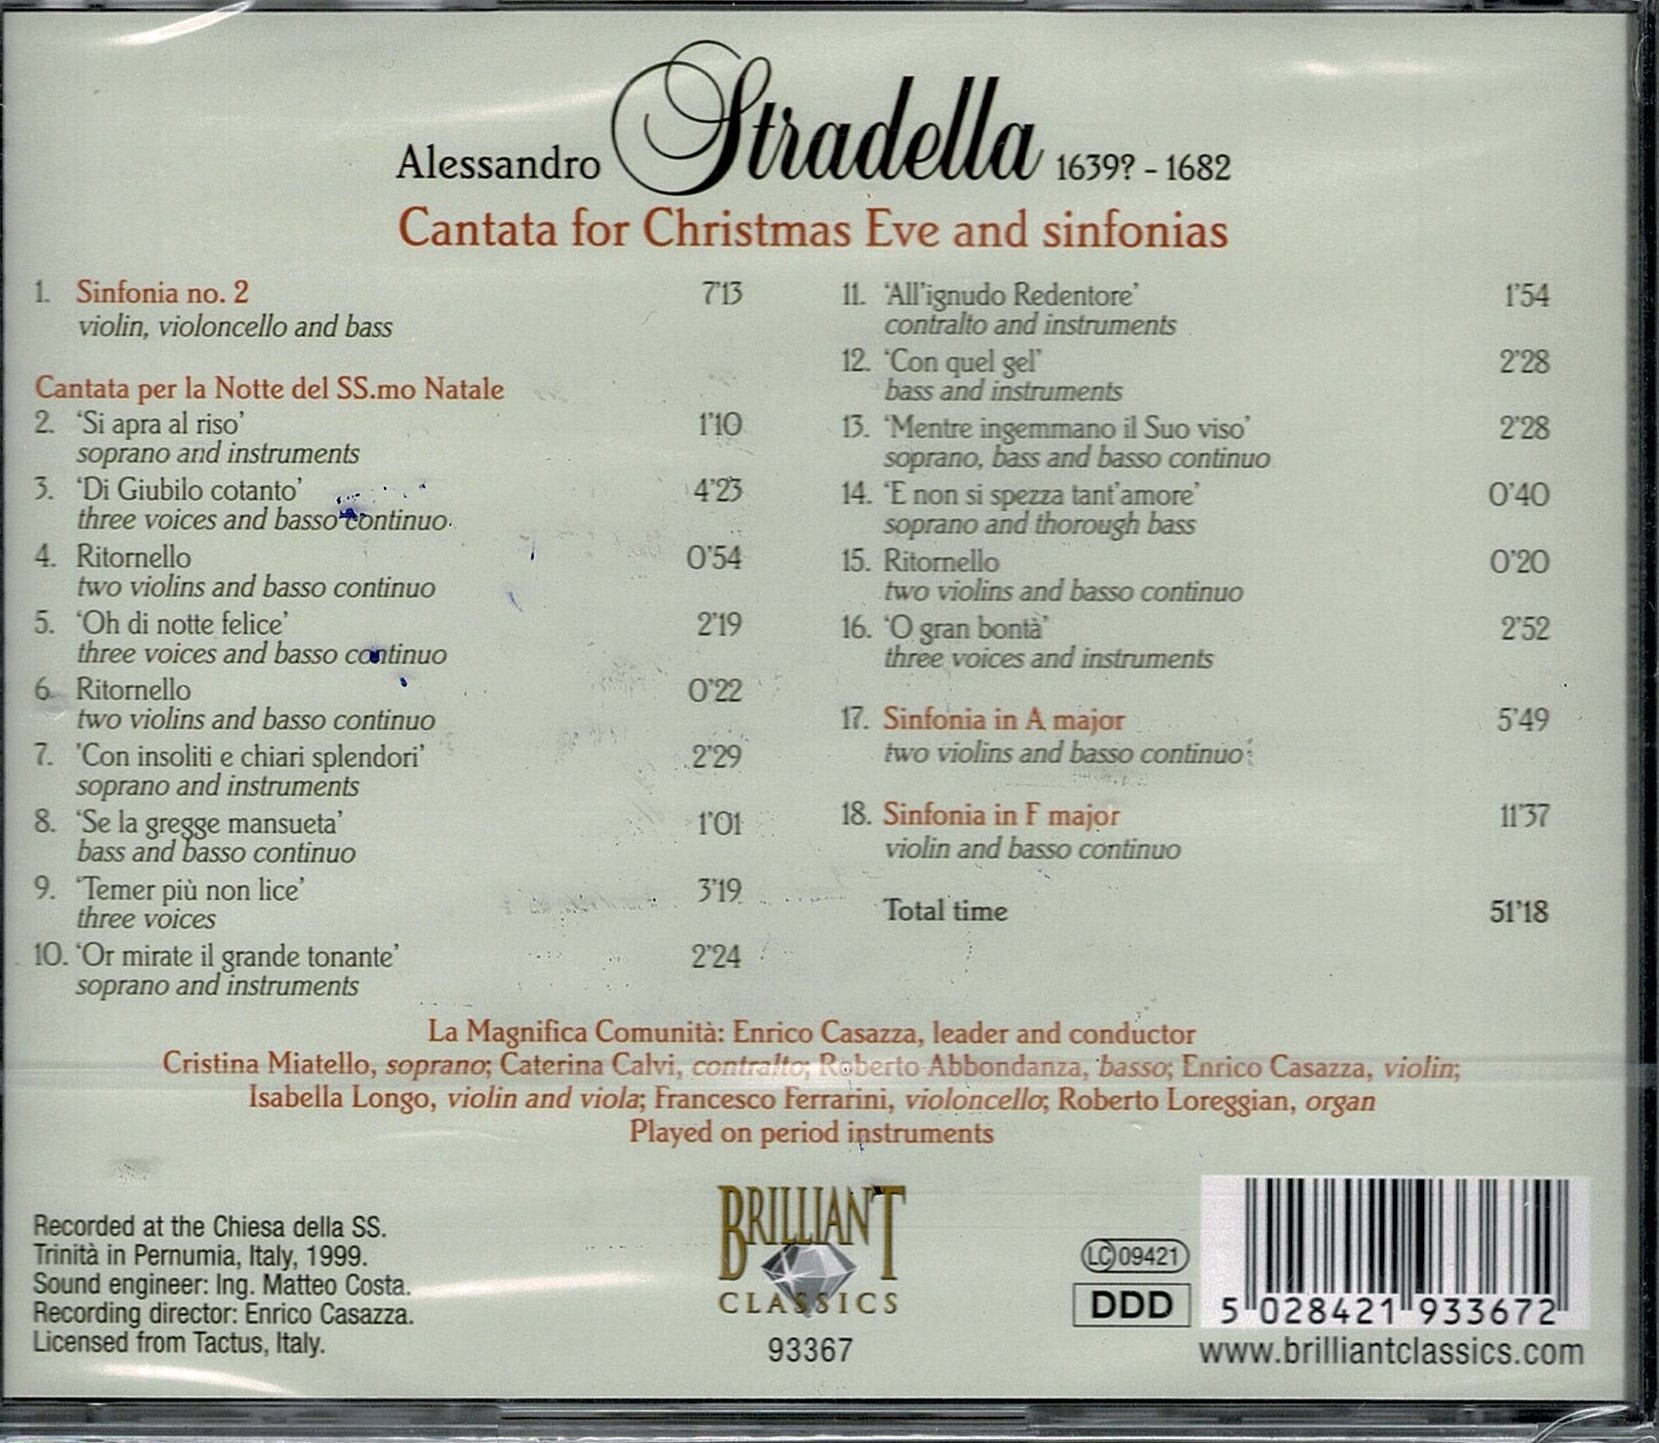 Alessandro Stradella 1639? - 1682
Cantata for Christmas Eve and sinfonias
1. Sinfonia no. 2 7'13
violin, violoncello and bass
Cantata per la Notte del SS.mo Natale
2. 'Si apra al riso' 1'10
soprano and instruments
3. 'Di Giubilo cotanto' 4'23
three voices and basso continuo
4. Ritornello 0'54
two violins and basso continuo
5. 'Oh di notte felice' 2'19
three voices and basso continuo
6. Ritornello 0'22
two violins and basso continuo
7. 'Con insoliti e chiari splendori' 2'29
soprano and instruments
8. 'Se la gregge mansueta' 1'01
bass and basso continuo
9. 'Temer più non lice' 3'19
three voices
10. 'Or mirate il grande tonante' 2'24
soprano and instruments
11. 'All'ignudo Redentore' 1'54
contralto and instruments
12. 'Con quel gel' 2'28
bass and instruments
13. 'Mentre ingemmano il Suo viso' 2'28
soprano, bass and basso continuo
14. 'E non si spezza tant'amore' 0'40
soprano and thorough bass
15. Ritornello 0'20
two violins and basso continuo
16. 'O gran bontà' 2'52
three voices and instruments
17. Sinfonia in A major 5'49
two violins and basso continuo
18. Sinfonia in F major 11'37
violin and basso continuo
Total time 51'18
La Magnifica Comunità: Enrico Casazza, leader and conductor
Cristina Miatello, soprano; Caterina Calvi, contralto; Roberto Abbondanza, basso; Enrico Casazza, violin;
Isabella Longo, violin and viola; Francesco Ferrarini, violoncello; Roberto Loreggian, organ
Played on period instruments
Recorded at the Chiesa della SS.
Trinità in Pernumia, Italy, 1999.
Sound engineer: Ing. Matteo Costa.
Recording director: Enrico Casazza.
Licensed from Tactus, Italy.
BRILLIANT
CLASSICS
93367
LC 09421
DDD
5 028421 933672
www.brilliantclassics.com